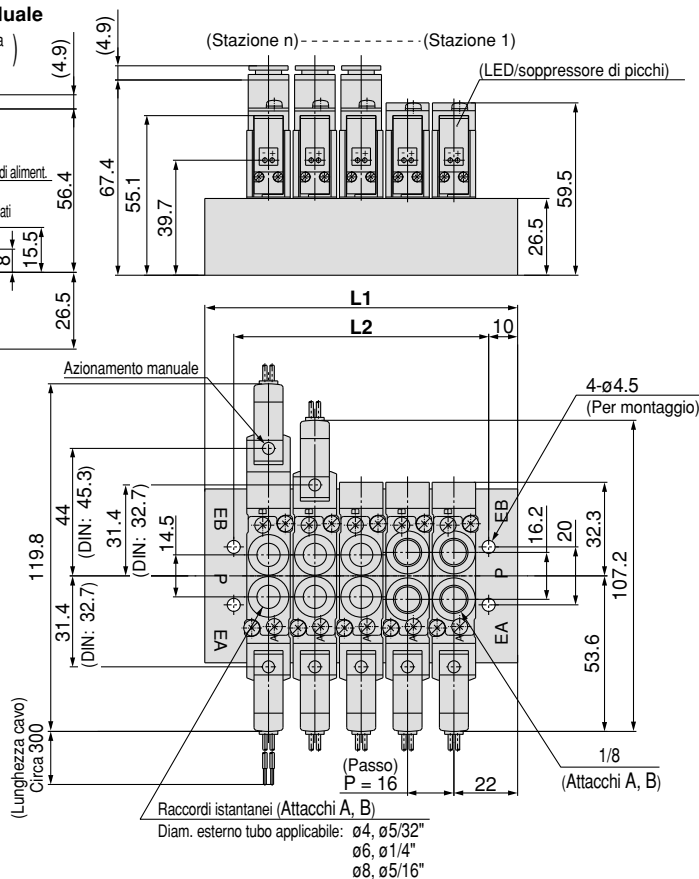 (4.9)
(4.9)
(Stazione n)
(Stazione 1)
(LED/soppressore di picchi)
di aliment.
56.4
67.4
55.1
39.7
59.5
26.5
8
15.5
26.5
L1
L2
10
Azionamento manuale
4-ø4.5
(Per montaggio)
119.8
44
(DIN: 45.3)
31.4
(DIN: 32.7)
14.5
31.4
(DIN: 32.7)
EB
P
EA
B
B
B
B
B
A
A
A
A
A
EB
P
EA
16.2
20
32.3
107.2
53.6
(Lunghezza cavo)
Circa 300
(Passo)
P = 16
22
1/8
(Attacchi A, B)
Raccordi istantanei (Attacchi A, B)
Diam. esterno tubo applicabile: ø4, ø5/32"
ø6, ø1/4"
ø8, ø5/16"